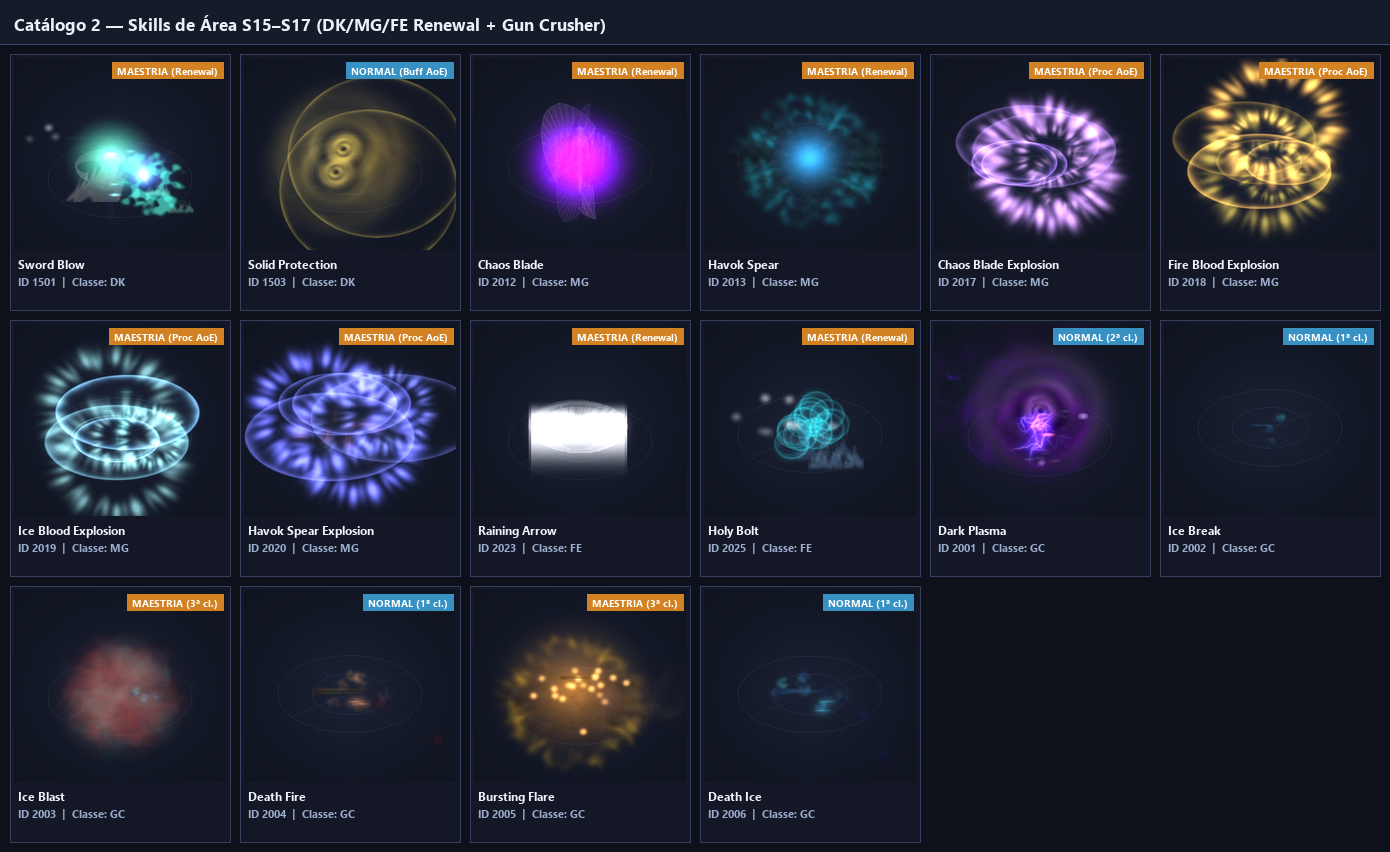 Catálogo 2 — Skills de Área S15–S17 (DK/MG/FE Renewal + Gun Crusher)
MAESTRIA (Renewal)
Sword Blow
ID 1501 | Classe: DK
NORMAL (Buff AoE)
Solid Protection
ID 1503 | Classe: DK
MAESTRIA (Renewal)
Chaos Blade
ID 2012 | Classe: MG
MAESTRIA (Renewal)
Havok Spear
ID 2013 | Classe: MG
MAESTRIA (Proc AoE)
Chaos Blade Explosion
ID 2017 | Classe: MG
MAESTRIA (Proc AoE)
Fire Blood Explosion
ID 2018 | Classe: MG
MAESTRIA (Proc AoE)
Ice Blood Explosion
ID 2019 | Classe: MG
MAESTRIA (Proc AoE)
Havok Spear Explosion
ID 2020 | Classe: MG
MAESTRIA (Renewal)
Raining Arrow
ID 2023 | Classe: FE
MAESTRIA (Renewal)
Holy Bolt
ID 2025 | Classe: FE
NORMAL (2ª cl.)
Dark Plasma
ID 2001 | Classe: GC
NORMAL (1ª cl.)
Ice Break
ID 2002 | Classe: GC
MAESTRIA (3ª cl.)
Ice Blast
ID 2003 | Classe: GC
NORMAL (1ª cl.)
Death Fire
ID 2004 | Classe: GC
MAESTRIA (3ª cl.)
Bursting Flare
ID 2005 | Classe: GC
NORMAL (1ª cl.)
Death Ice
ID 2006 | Classe: GC